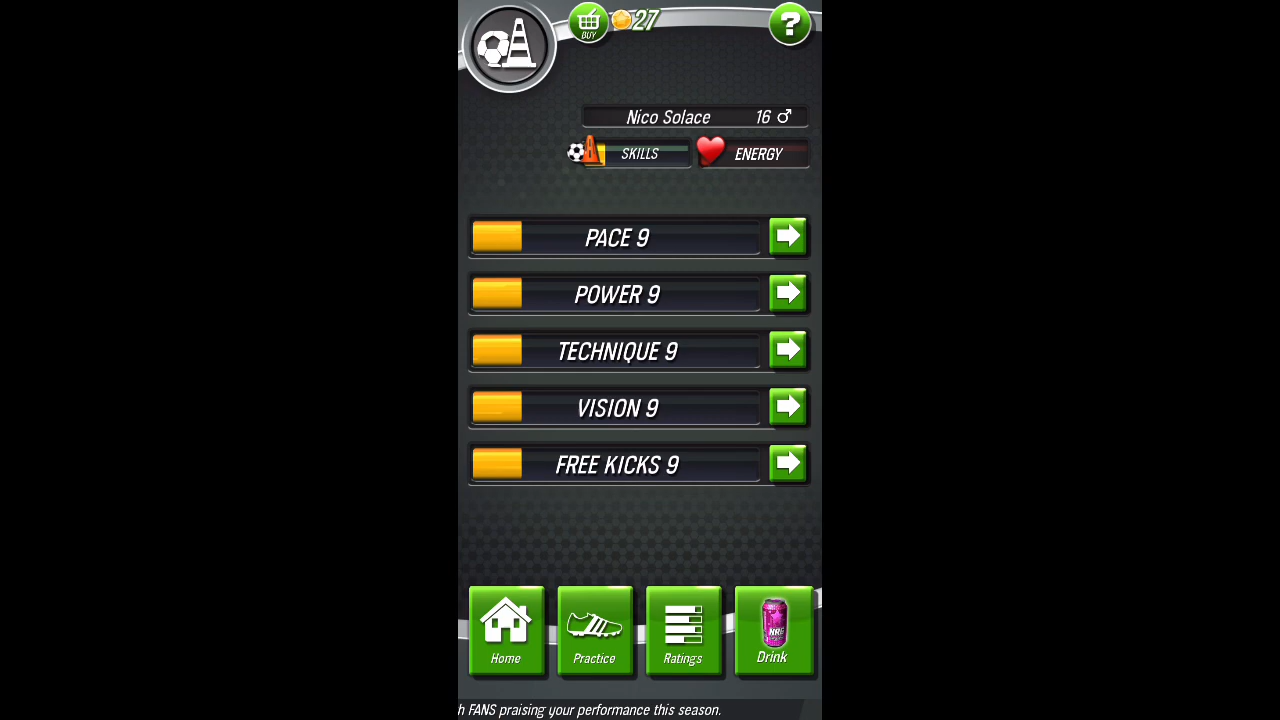 BUY
27
?
Nico Solace 16 ♂
SKILLS
ENERGY
PACE 9
POWER 9
TECHNIQUE 9
VISION 9
FREE KICKS 9
NRG
Home
Practice
Ratings
Drink
h FANS praising your performance this season.